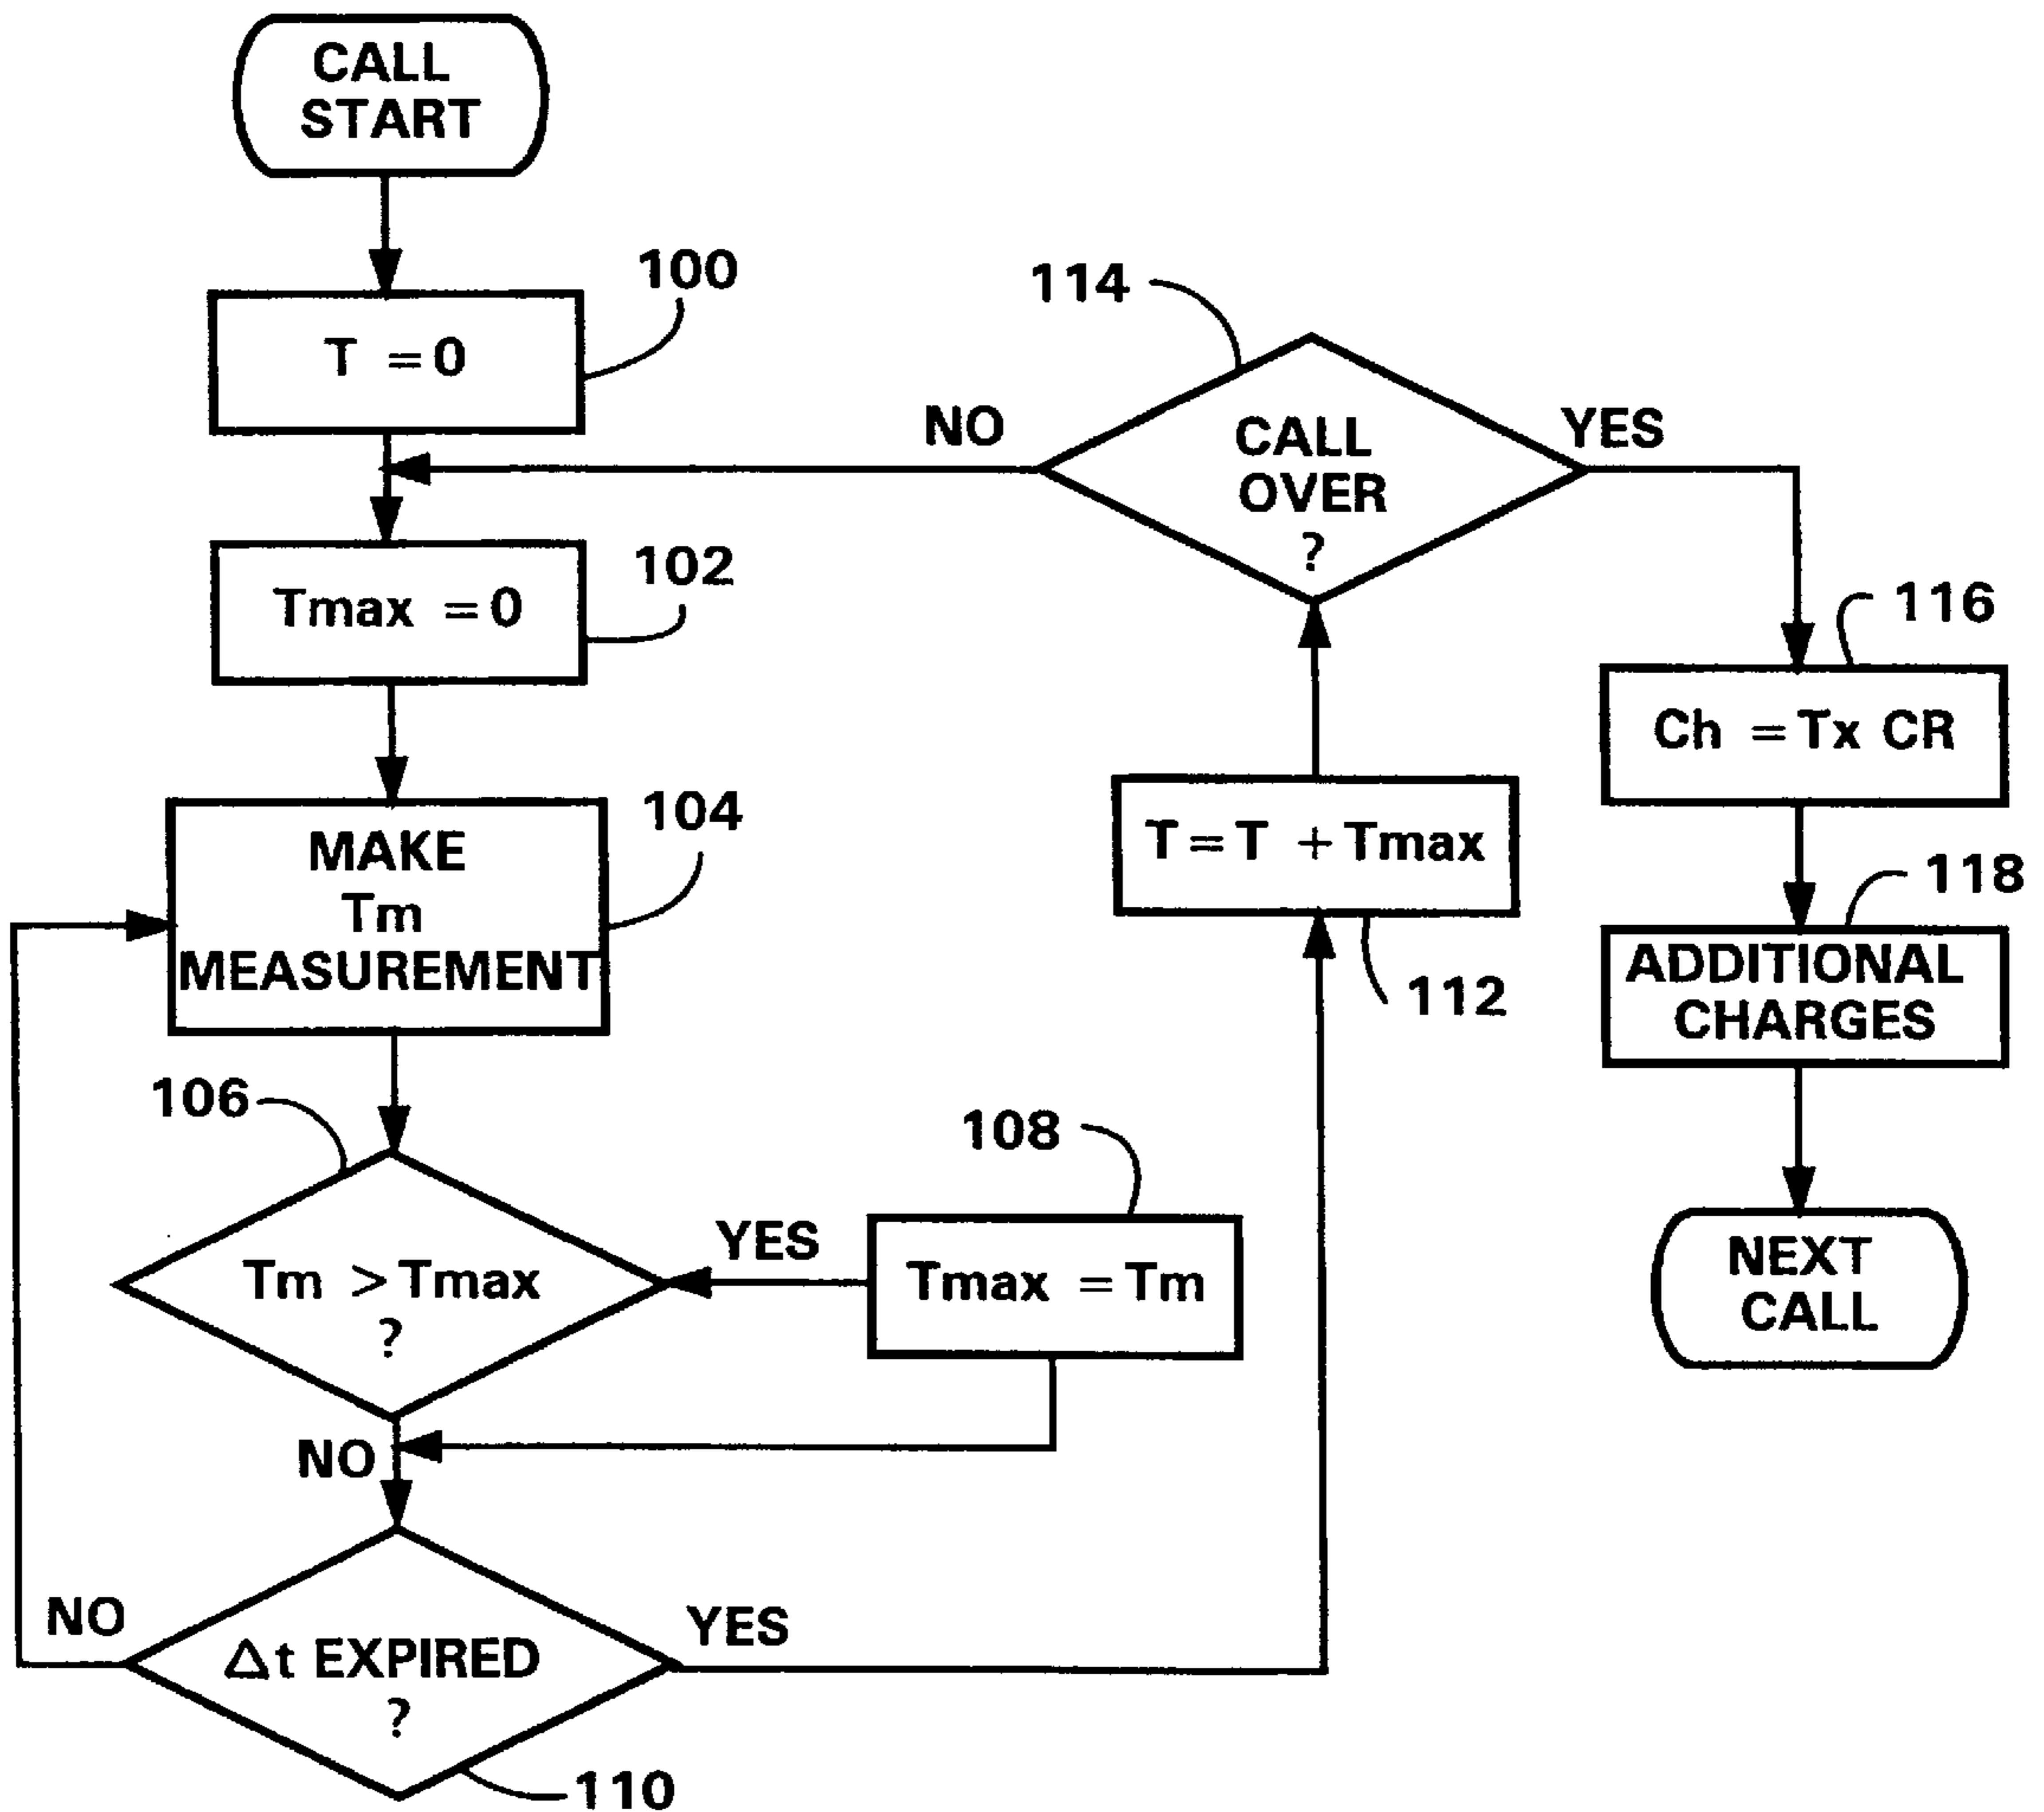 CALL
START
100
T = 0
114
NO
CALL
OVER
?
YES
102
Tmax = 0
116
Ch = Tx CR
104
MAKE
Tm
MEASUREMENT
T = T + Tmax
112
118
ADDITIONAL
CHARGES
106
Tm > Tmax
?
YES
108
Tmax = Tm
NEXT
CALL
NO
NO
Δt EXPIRED
?
YES
110